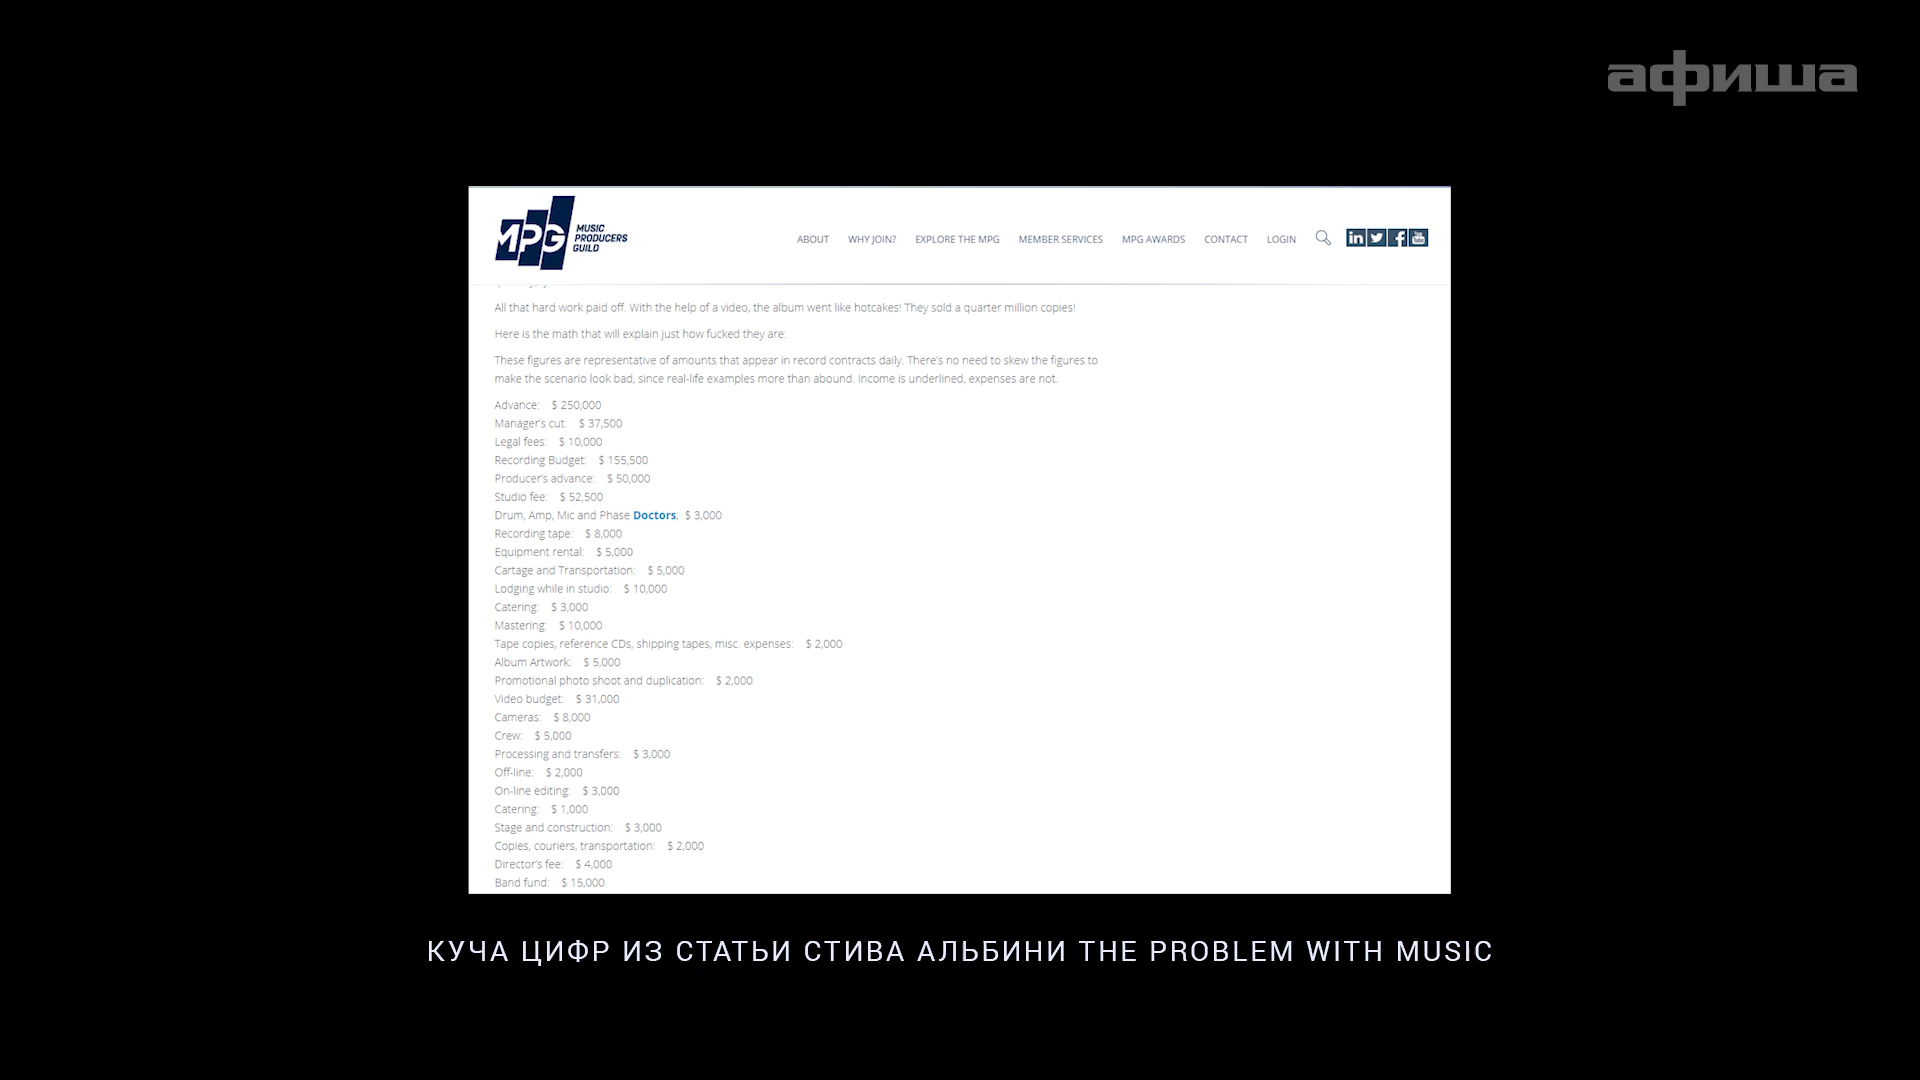 афиша
MPG MUSIC
PRODUCERS
GUILD
ABOUT WHY JOIN? EXPLORE THE MPG MEMBER SERVICES MPG AWARDS CONTACT LOGIN
All that hard work paid off. With the help of a video, the album went like hotcakes! They sold a quarter million copies!
Here is the math that will explain just how fucked they are:
These figures are representative of amounts that appear in record contracts daily. There's no need to skew the figures to
make the scenario look bad, since real-life examples more than abound. Income is underlined, expenses are not.
Advance: $ 250,000
Manager's cut: $ 37,500
Legal fees: $ 10,000
Recording Budget: $ 155,500
Producer's advance: $ 50,000
Studio fee: $ 52,500
Drum, Amp, Mic and Phase Doctors; $ 3,000
Recording tape: $ 8,000
Equipment rental: $ 5,000
Cartage and Transportation: $ 5,000
Lodging while in studio: $ 10,000
Catering: $ 3,000
Mastering: $ 10,000
Tape copies, reference CDs, shipping tapes, misc. expenses: $ 2,000
Album Artwork: $ 5,000
Promotional photo shoot and duplication: $ 2,000
Video budget: $ 31,000
Cameras: $ 8,000
Crew: $ 5,000
Processing and transfers: $ 3,000
Off-line: $ 2,000
On-line editing: $ 3,000
Catering: $ 1,000
Stage and construction: $ 3,000
Copies, couriers, transportation: $ 2,000
Director's fee: $ 4,000
Band fund: $ 15,000
КУЧА ЦИФР ИЗ СТАТЬИ СТИВА АЛЬБИНИ THE PROBLEM WITH MUSIC